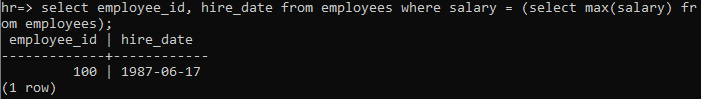 hr=> select employee_id, hire_date from employees where salary = (select max(salary) fr
om employees);
 employee_id | hire_date
-------------+------------
         100 | 1987-06-17
(1 row)